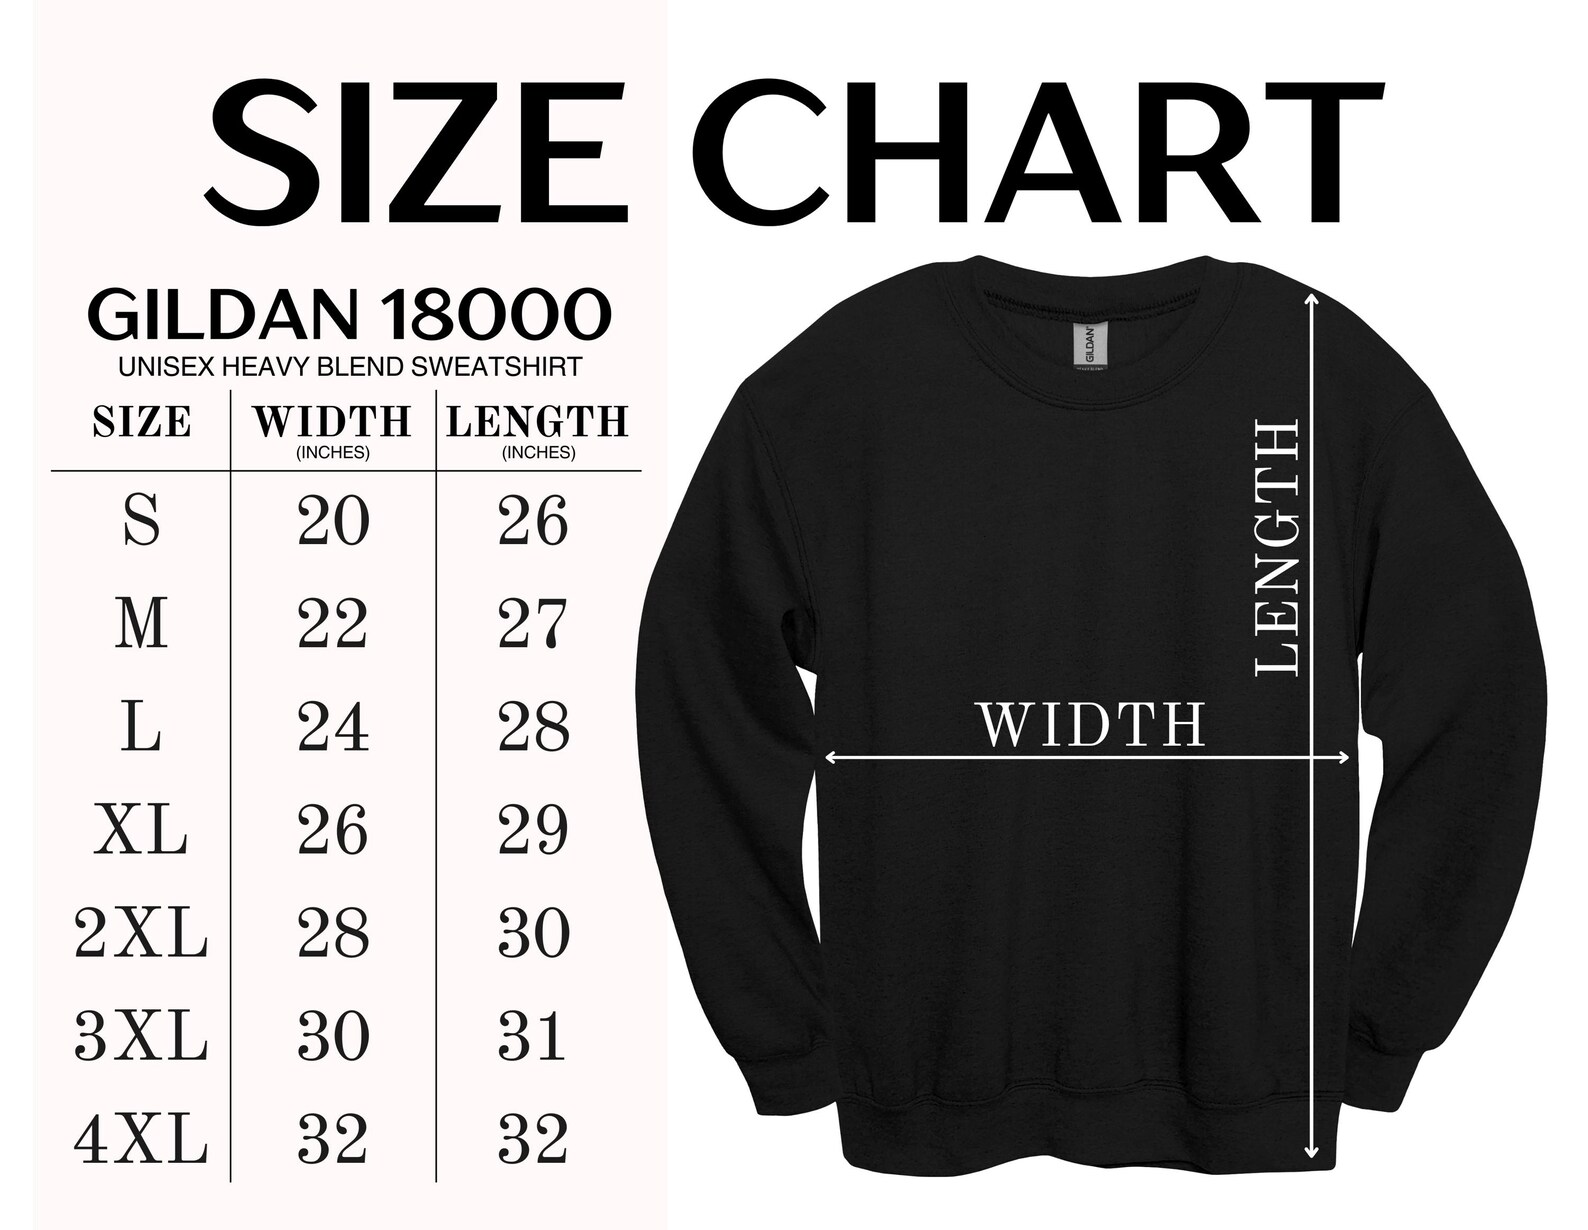 SIZE CHART
GILDAN 18000
UNISEX HEAVY BLEND SWEATSHIRT
SIZE WIDTH LENGTH
(INCHES) (INCHES)
S 20 26
M 22 27
L 24 28
XL 26 29
2XL 28 30
3XL 30 31
4XL 32 32
GILDAN
LENGTH
WIDTH